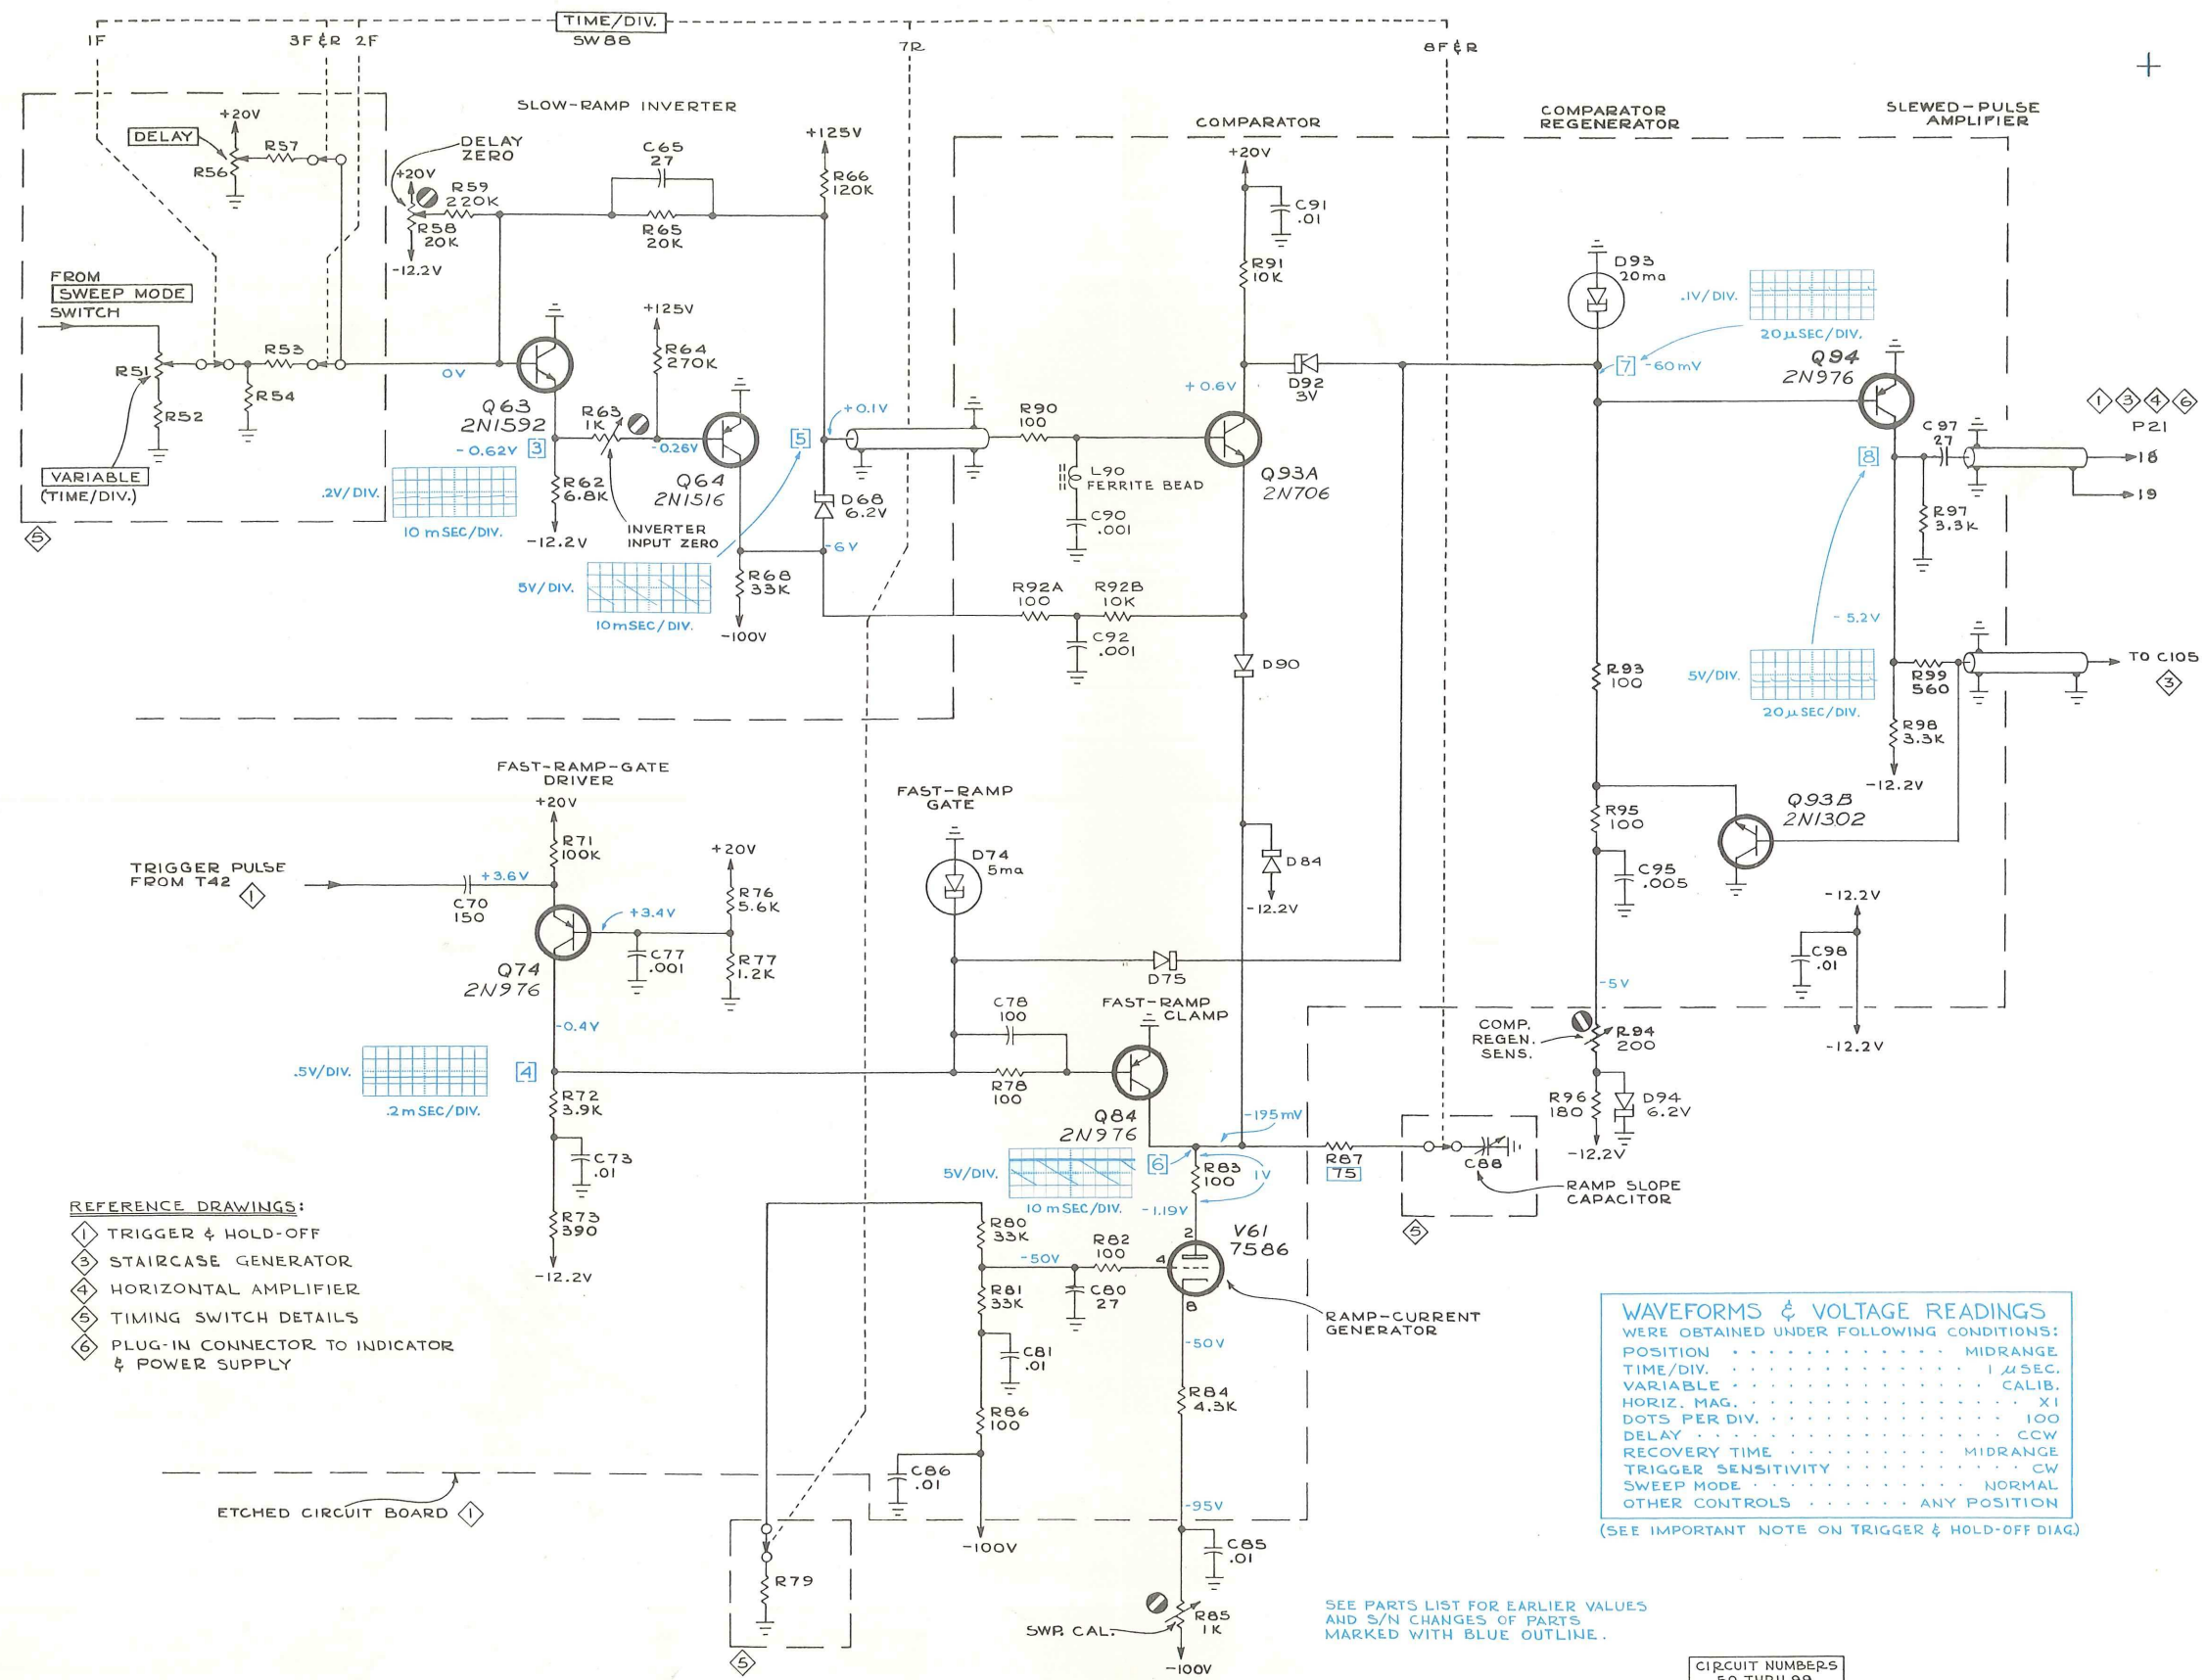 TIME/DIV.
SW88
1F
3F & R
2F
7R
8F & R
SLOW-RAMP INVERTER
COMPARATOR
COMPARATOR
REGENERATOR
SLEWED-PULSE
AMPLIFIER
+20V
DELAY
R57
R56
DELAY
ZERO
+20V
R59
220K
R58
20K
-12.2V
C65
27
R65
20K
+125V
R66
120K
FROM
SWEEP MODE
SWITCH
R51
R52
R53
R54
VARIABLE
(TIME/DIV.)
5
0V
Q63
2N1592
-0.62V
3
R63
1K
+125V
R64
270K
-0.26V
Q64
2N1516
R62
6.8K
-12.2V
INVERTER
INPUT ZERO
.2V/DIV.
10 mSEC/DIV.
5
+0.1V
D68
6.2V
-6V
R68
33K
-100V
5V/DIV.
10mSEC/DIV.
+20V
C91
.01
R91
10K
R90
100
L90
FERRITE BEAD
C90
.001
+0.6V
Q93A
2N706
D92
3V
R92A
100
R92B
10K
C92
.001
D90
D84
-12.2V
D93
20ma
.1V/DIV.
20µSEC/DIV.
7
-60mV
Q94
2N976
1 3 4 6
P21
C97
27
18
19
8
R97
3.3K
-5.2V
5V/DIV.
20µSEC/DIV.
R99
560
TO C105
3
R98
3.3K
-12.2V
R93
100
R95
100
Q93B
2N1302
C95
.005
-12.2V
C98
.01
-12.2V
-5V
COMP.
REGEN.
SENS.
R94
200
R96
180
D94
6.2V
-12.2V
FAST-RAMP-GATE
DRIVER
+20V
R71
100K
TRIGGER PULSE
FROM T42 1
+3.6V
C70
150
+20V
R76
5.6K
+3.4V
C77
.001
R77
1.2K
Q74
2N976
-0.4V
.5V/DIV.
.2mSEC/DIV.
4
R72
3.9K
C73
.01
R73
390
-12.2V
FAST-RAMP
GATE
D74
5ma
D75
C78
100
R78
100
FAST-RAMP
CLAMP
Q84
2N976
-195mV
5V/DIV.
10 mSEC/DIV.
6
R83
100
1V
-1.19V
R87
75
C88
RAMP SLOPE
CAPACITOR
5
R80
33K
-50V
R82
100
C80
27
R81
33K
C81
.01
R86
100
C86
.01
-100V
2
4
8
V61
7586
RAMP-CURRENT
GENERATOR
-50V
R84
4.3K
-95V
C85
.01
R85
1K
SWP. CAL.
-100V
R79
5
ETCHED CIRCUIT BOARD 1
REFERENCE DRAWINGS:
1 TRIGGER & HOLD-OFF
3 STAIRCASE GENERATOR
4 HORIZONTAL AMPLIFIER
5 TIMING SWITCH DETAILS
6 PLUG-IN CONNECTOR TO INDICATOR
& POWER SUPPLY
WAVEFORMS & VOLTAGE READINGS
WERE OBTAINED UNDER FOLLOWING CONDITIONS:
POSITION . . . . . . . . . . . MIDRANGE
TIME/DIV. . . . . . . . . . . . 1 µSEC.
VARIABLE . . . . . . . . . . . CALIB.
HORIZ. MAG. . . . . . . . . . . X1
DOTS PER DIV. . . . . . . . . . 100
DELAY . . . . . . . . . . . . CCW
RECOVERY TIME . . . . . . . . . MIDRANGE
TRIGGER SENSITIVITY . . . . . . . CW
SWEEP MODE . . . . . . . . . . NORMAL
OTHER CONTROLS . . . . . . ANY POSITION
(SEE IMPORTANT NOTE ON TRIGGER & HOLD-OFF DIAG.)
SEE PARTS LIST FOR EARLIER VALUES
AND S/N CHANGES OF PARTS
MARKED WITH BLUE OUTLINE.
CIRCUIT NUMBERS
50 THRU 99